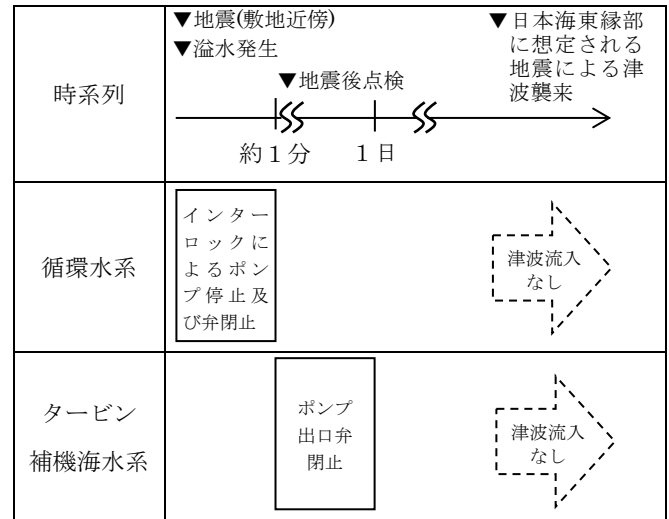 時系列
▼地震(敷地近傍)
▼溢水発生
▼地震後点検
▼日本海東縁部
に想定される
地震による津
波襲来
約１分
１日
循環水系
インター
ロックに
よるポン
プ停止及
び弁閉止
津波流入
なし
タービン
補機海水系
ポンプ
出口弁
閉止
津波流入
なし